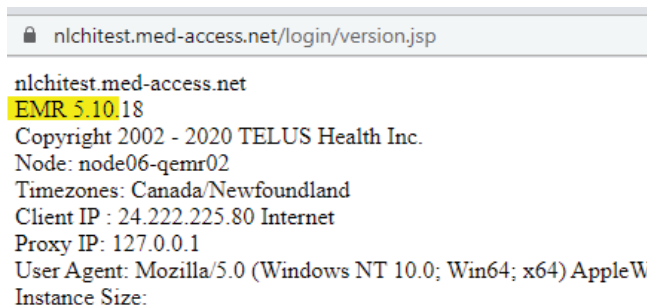 nlchitest.med-access.net/login/version.jsp
nlchitest.med-access.net
EMR 5.10.18
Copyright 2002 - 2020 TELUS Health Inc.
Node: node06-qemr02
Timezones: Canada/Newfoundland
Client IP : 24.222.225.80 Internet
Proxy IP: 127.0.0.1
User Agent: Mozilla/5.0 (Windows NT 10.0; Win64; x64) AppleW
Instance Size: